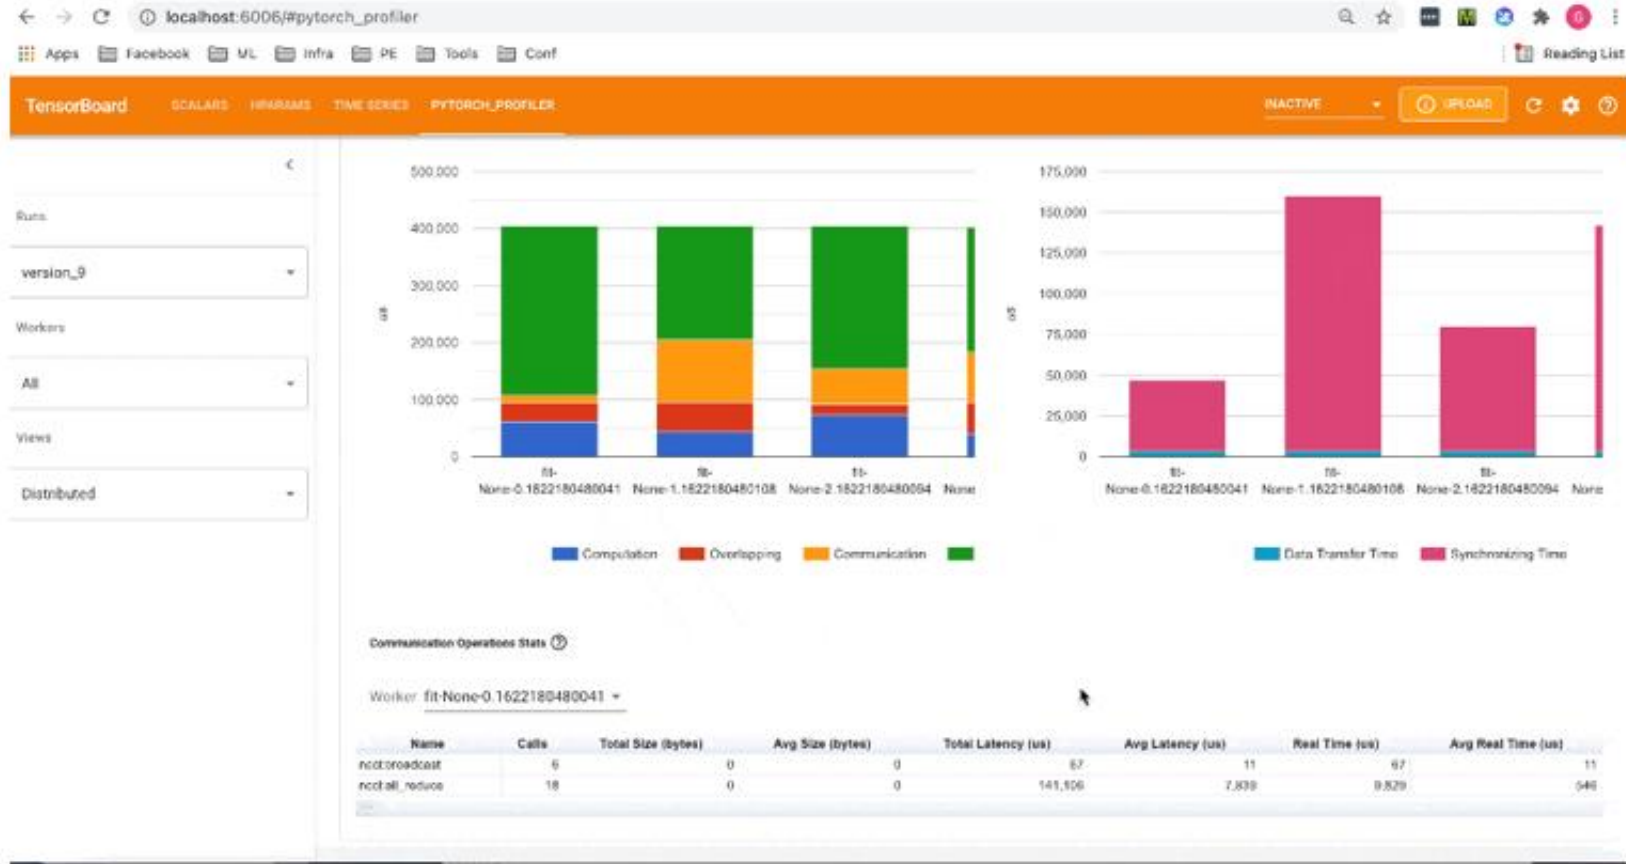 localhost:6006/#pytorch_profiler
Apps Facebook ML Infra PE Tools Conf Reading List
TensorBoard SCALARS HPARAMS TIME SERIES PYTORCH_PROFILER INACTIVE UPLOAD
Runs
version_9
Workers
All
Views
Distributed
500,000
400,000
300,000
200,000
100,000
0
us
fit-None-0.1622180480041
fit-None-1.1622180480108
fit-None-2.1622180480094
None
Computation Overlapping Communication
175,000
150,000
125,000
100,000
75,000
50,000
25,000
0
us
fit-None-0.1622180480041
fit-None-1.1622180480108
fit-None-2.1622180480094
None
Data Transfer Time Synchronizing Time
Communication Operations Stats
Worker fit-None-0.1622180480041
Name Calls Total Size (bytes) Avg Size (bytes) Total Latency (us) Avg Latency (us) Real Time (us) Avg Real Time (us)
nccl:broadcast 6 0 0 67 11 67 11
nccl:all_reduce 18 0 0 141,106 7,839 9,829 546